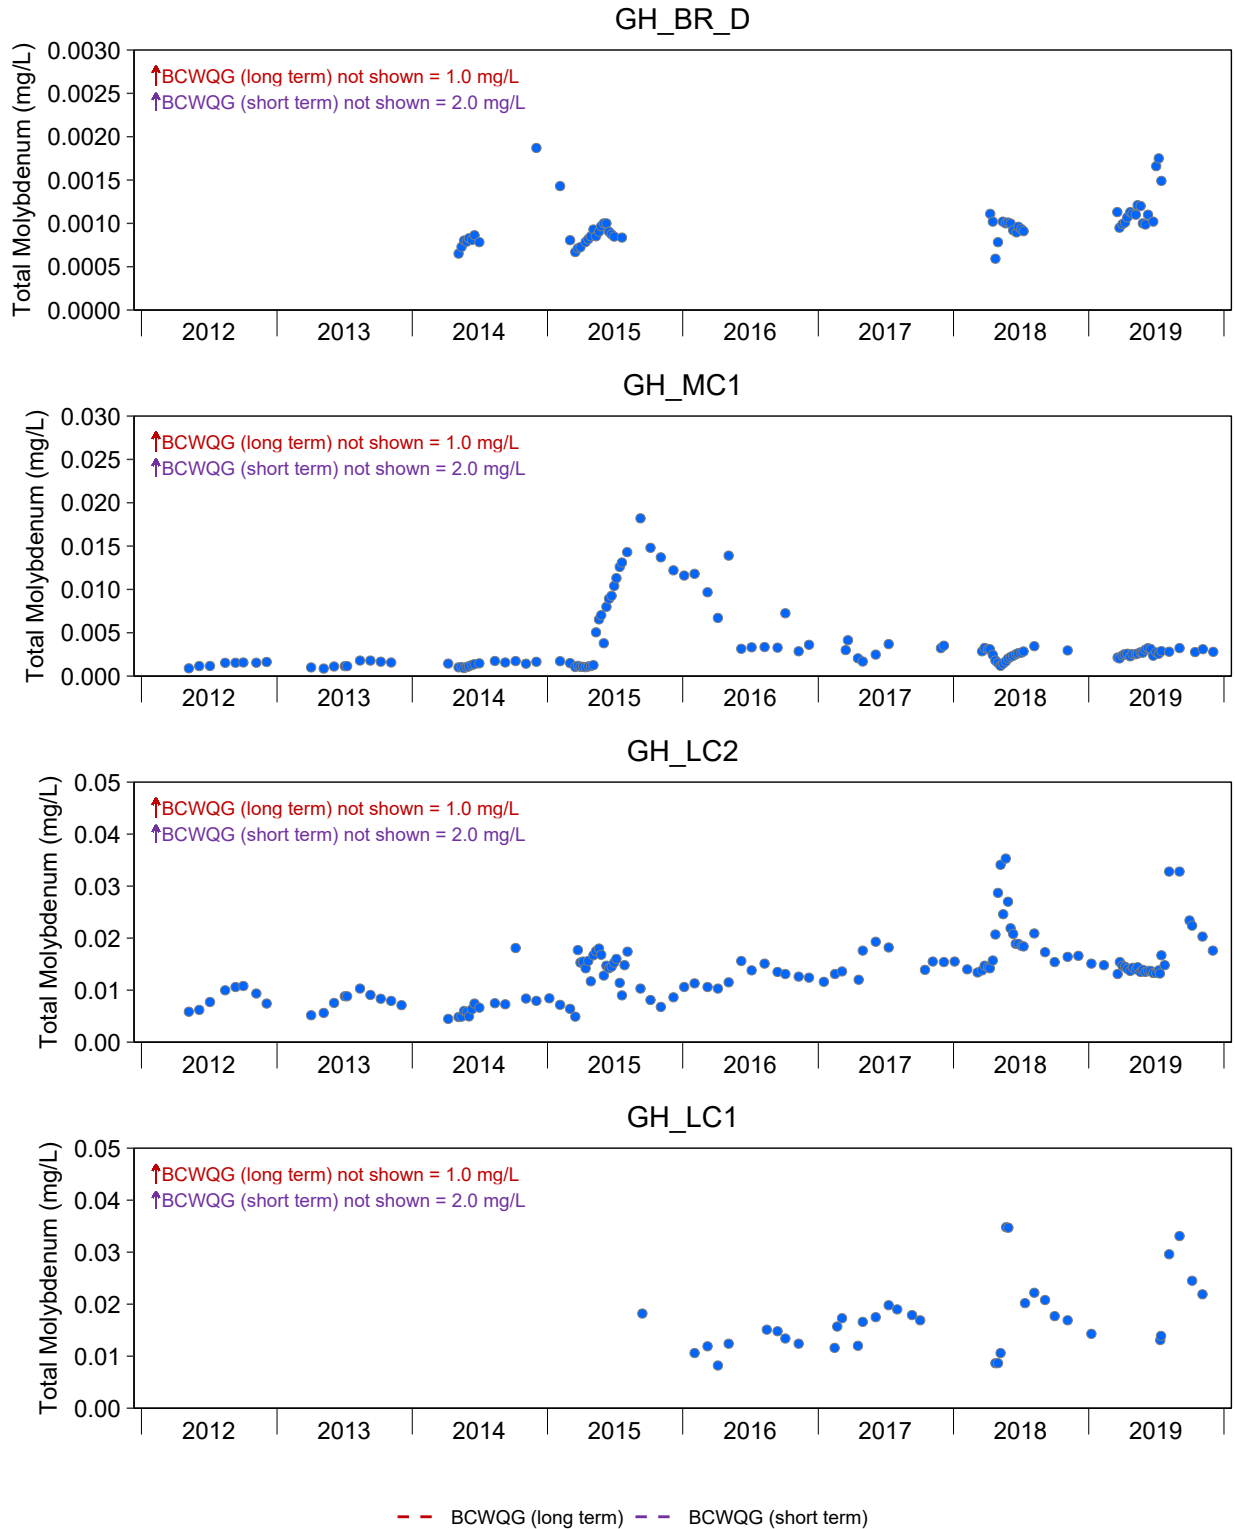 GH_BR_D
Total Molybdenum (mg/L)
0.0030
0.0025
0.0020
0.0015
0.0010
0.0005
0.0000
BCWQG (long term) not shown = 1.0 mg/L
BCWQG (short term) not shown = 2.0 mg/L
2012 2013 2014 2015 2016 2017 2018 2019
GH_MC1
Total Molybdenum (mg/L)
0.030
0.025
0.020
0.015
0.010
0.005
0.000
BCWQG (long term) not shown = 1.0 mg/L
BCWQG (short term) not shown = 2.0 mg/L
2012 2013 2014 2015 2016 2017 2018 2019
GH_LC2
Total Molybdenum (mg/L)
0.05
0.04
0.03
0.02
0.01
0.00
BCWQG (long term) not shown = 1.0 mg/L
BCWQG (short term) not shown = 2.0 mg/L
2012 2013 2014 2015 2016 2017 2018 2019
GH_LC1
Total Molybdenum (mg/L)
0.05
0.04
0.03
0.02
0.01
0.00
BCWQG (long term) not shown = 1.0 mg/L
BCWQG (short term) not shown = 2.0 mg/L
2012 2013 2014 2015 2016 2017 2018 2019
BCWQG (long term) BCWQG (short term)